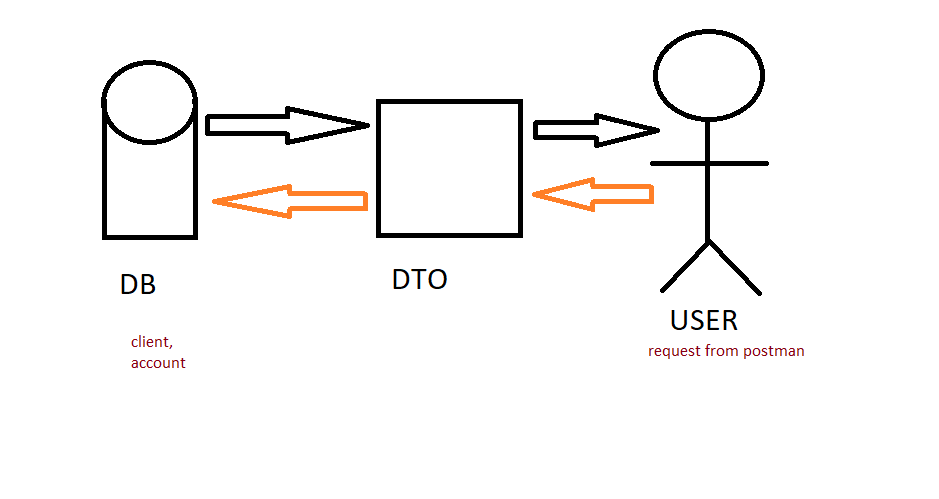 DB
DTO
USER
client,
account
request from postman